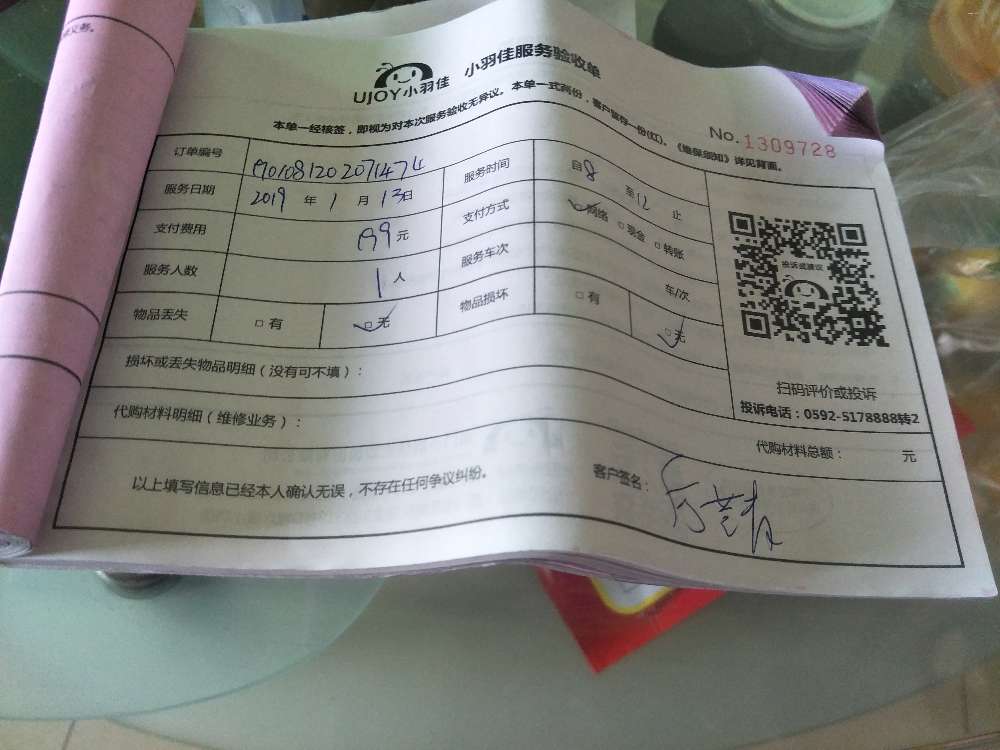 义务。
UJOY小羽佳 小羽佳服务验收单
本单一经核签，即视为对本次服务验收无异议。本单一式两份，客户留存一份(红)、《维保须知》详见背面。
No.1309728
订单编号 服务时间 自8 至12 止
服务日期 2019 年 1 月 13日 支付方式 网络 现金 转账
支付费用 199元
服务人数 1人 服务车次 车/次
物品丢失 有 无 物品损坏 有 无
投诉或建议
损坏或丢失物品明细（没有可不填）：
扫码评价或投诉
投诉电话：0592-5178888转2
代购材料明细（维修业务）：
代购材料总额： 元
以上填写信息已经本人确认无误，不存在任何争议纠纷。
客户签名：